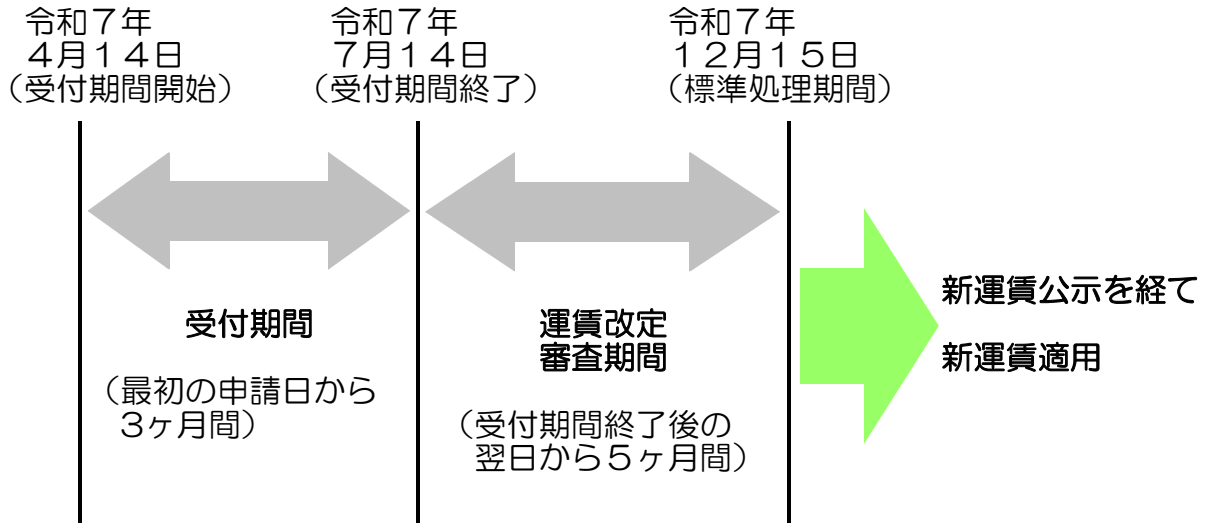 令和７年
４月１４日
（受付期間開始）
令和７年
７月１４日
（受付期間終了）
令和７年
１２月１５日
（標準処理期間）
受付期間
（最初の申請日から
３ヶ月間）
運賃改定
審査期間
（受付期間終了後の
翌日から５ヶ月間）
新運賃公示を経て
新運賃適用